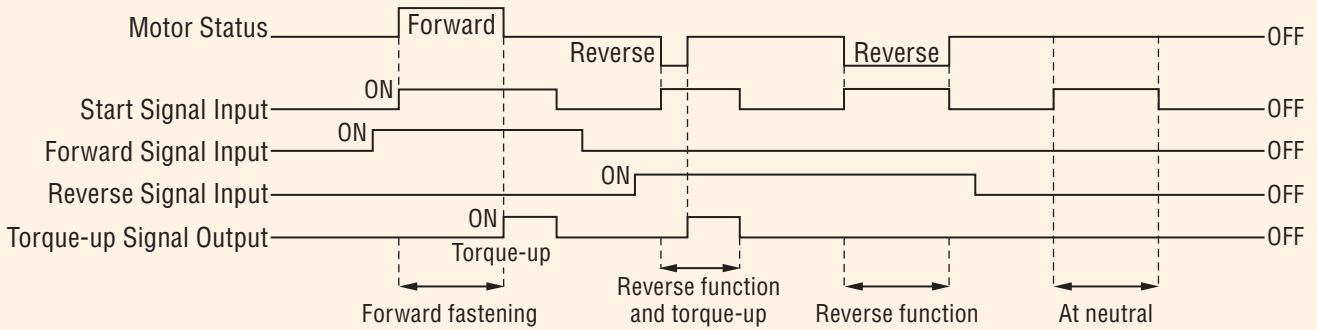 Motor Status
Forward
Reverse
Reverse
OFF
Start Signal Input
ON
OFF
Forward Signal Input
ON
OFF
Reverse Signal Input
ON
OFF
Torque-up Signal Output
ON
OFF
Torque-up
Forward fastening
Reverse function
and torque-up
Reverse function
At neutral